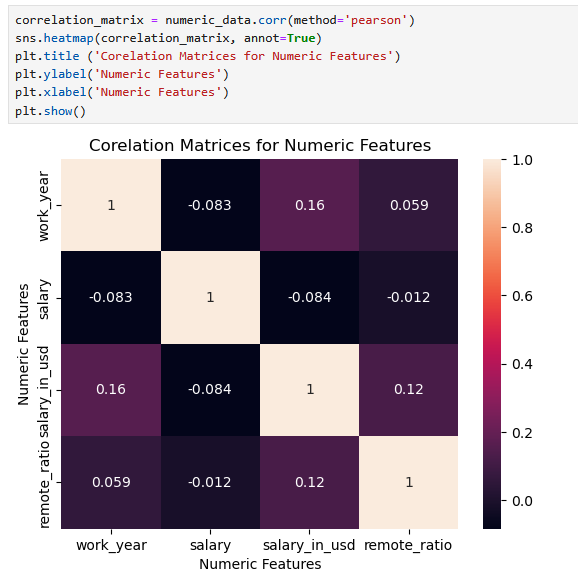 correlation_matrix = numeric_data.corr(method='pearson')
sns.heatmap(correlation_matrix, annot=True)
plt.title ('Corelation Matrices for Numeric Features')
plt.ylabel('Numeric Features')
plt.xlabel('Numeric Features')
plt.show()
Corelation Matrices for Numeric Features
Numeric Features
work_year
1
-0.083
0.16
0.059
salary
-0.083
1
-0.084
-0.012
salary_in_usd
0.16
-0.084
1
0.12
remote_ratio
0.059
-0.012
0.12
1
work_year
salary
salary_in_usd
remote_ratio
Numeric Features
1.0
0.8
0.6
0.4
0.2
0.0